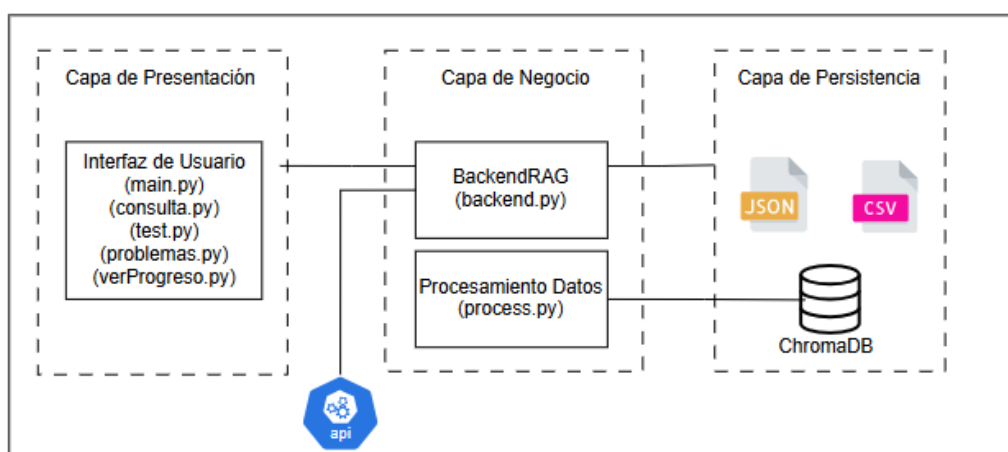 Capa de Presentación
Interfaz de Usuario
(main.py)
(consulta.py)
(test.py)
(problemas.py)
(verProgreso.py)
Capa de Negocio
BackendRAG
(backend.py)
Procesamiento Datos
(process.py)
api
Capa de Persistencia
JSON
CSV
ChromaDB